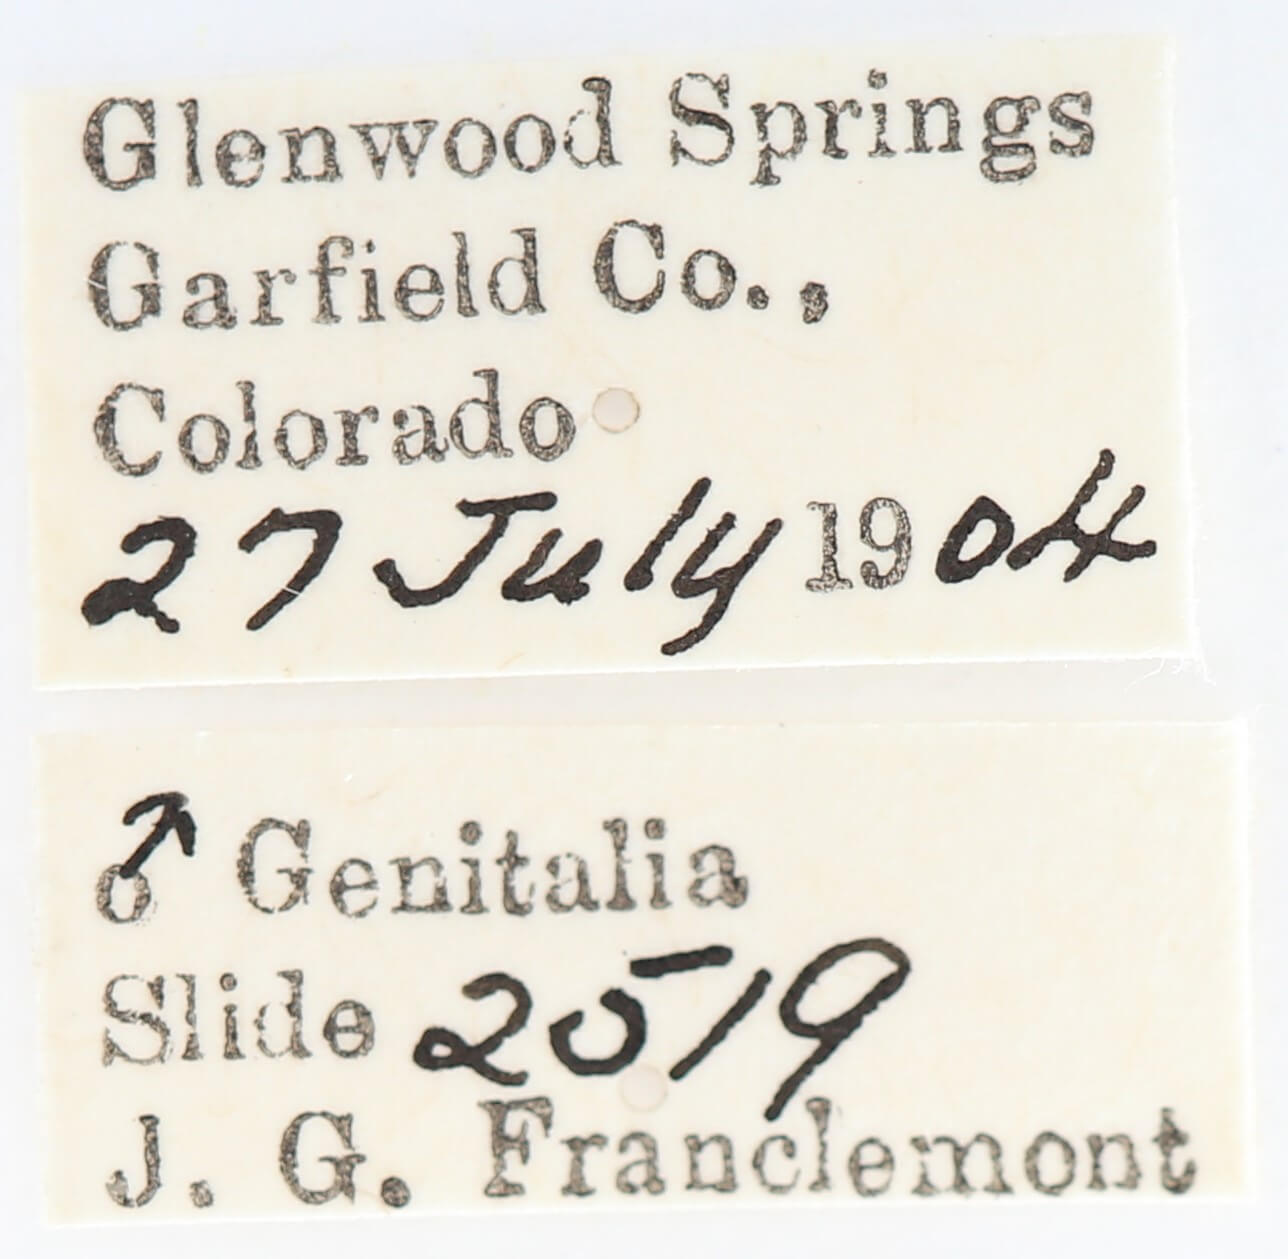 Glenwood Springs
Garfield Co.,
Colorado
27 July 1904
♂ Genitalia
Slide 2519
J. G. Franclemont